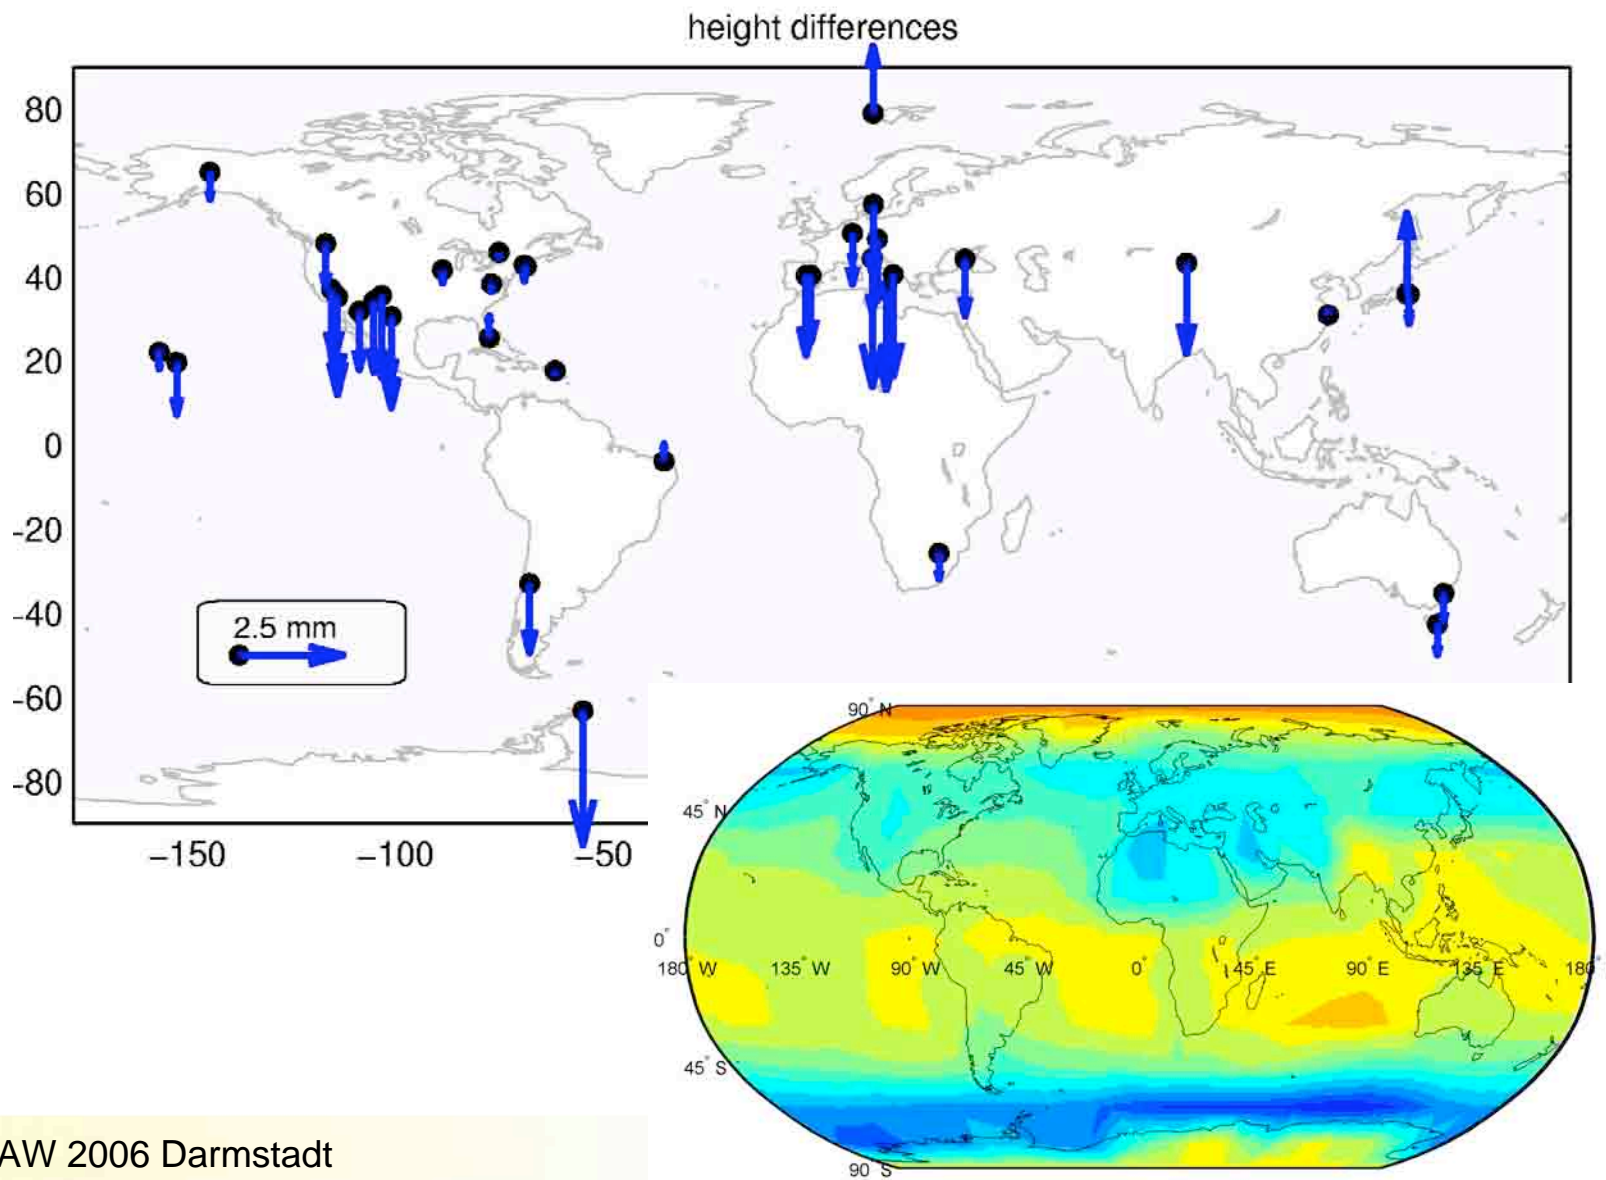 height differences
80
60
40
20
0
-20
-40
-60
-80
2.5 mm
-150
-100
-50
90° N
45° N
0°
180° W 135° W 90° W 45° W 0° 45° E 90° E 135° E 180°
45° S
90° S
AW 2006 Darmstadt